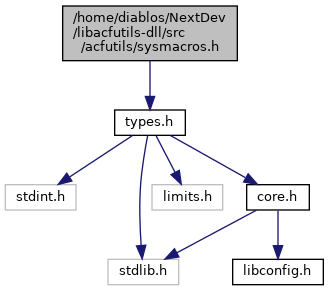 /home/diablos/NextDev
/libacfutils-dll/src
/acfutils/sysmacros.h
types.h
stdint.h
limits.h
core.h
stdlib.h
libconfig.h